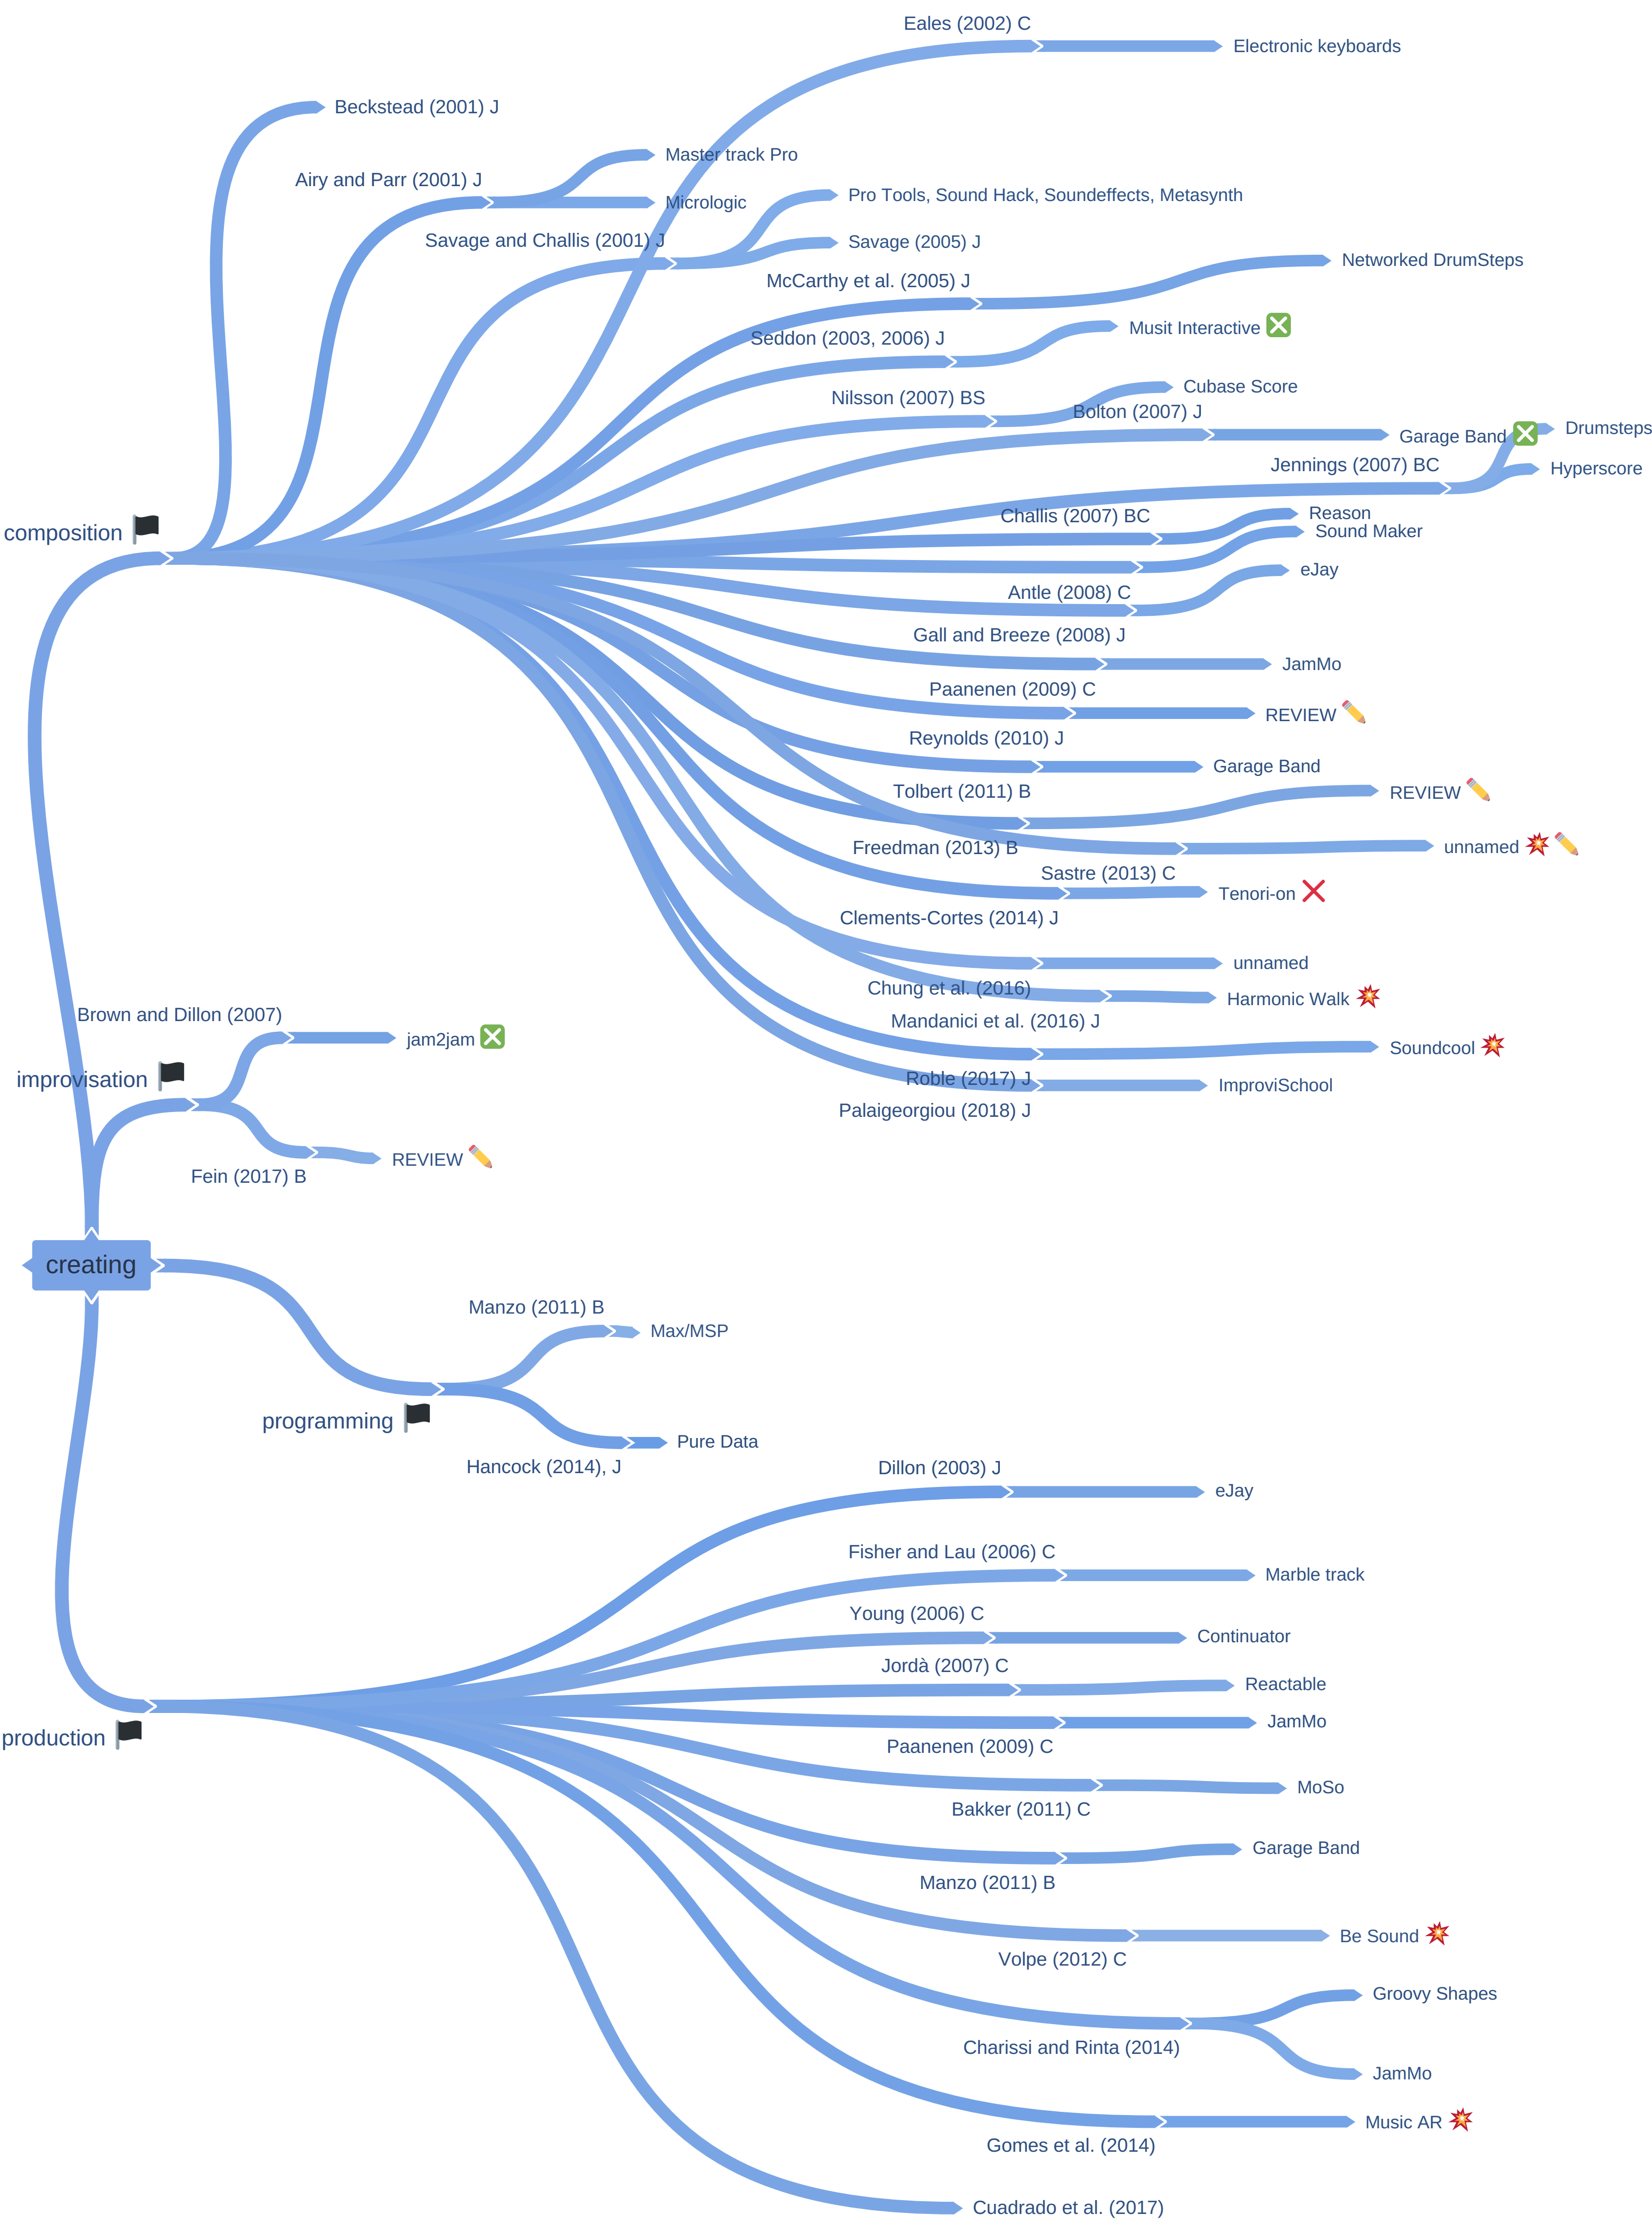 Eales (2002) C
Electronic keyboards
Beckstead (2001) J
Master track Pro
Airy and Parr (2001) J
Micrologic
Pro Tools, Sound Hack, Soundeffects, Metasynth
Savage and Challis (2001) J
Savage (2005) J
Networked DrumSteps
McCarthy et al. (2005) J
Musit Interactive
Seddon (2003, 2006) J
Cubase Score
Nilsson (2007) BS
Bolton (2007) J
Garage Band
Drumsteps
Jennings (2007) BC
Hyperscore
Challis (2007) BC
Reason
Sound Maker
composition
eJay
Antle (2008) C
Gall and Breeze (2008) J
JamMo
Paanenen (2009) C
REVIEW
Reynolds (2010) J
Garage Band
Tolbert (2011) B
REVIEW
Freedman (2013) B
unnamed
Sastre (2013) C
Tenori-on
Clements-Cortes (2014) J
unnamed
Chung et al. (2016)
Harmonic Walk
Mandanici et al. (2016) J
Soundcool
Roble (2017) J
ImproviSchool
Palaigeorgiou (2018) J
Brown and Dillon (2007)
jam2jam
improvisation
REVIEW
Fein (2017) B
creating
Manzo (2011) B
Max/MSP
programming
Pure Data
Hancock (2014), J
Dillon (2003) J
eJay
Fisher and Lau (2006) C
Marble track
Young (2006) C
Continuator
Jordà (2007) C
Reactable
JamMo
production
Paanenen (2009) C
MoSo
Bakker (2011) C
Garage Band
Manzo (2011) B
Be Sound
Volpe (2012) C
Groovy Shapes
Charissi and Rinta (2014)
JamMo
Music AR
Gomes et al. (2014)
Cuadrado et al. (2017)